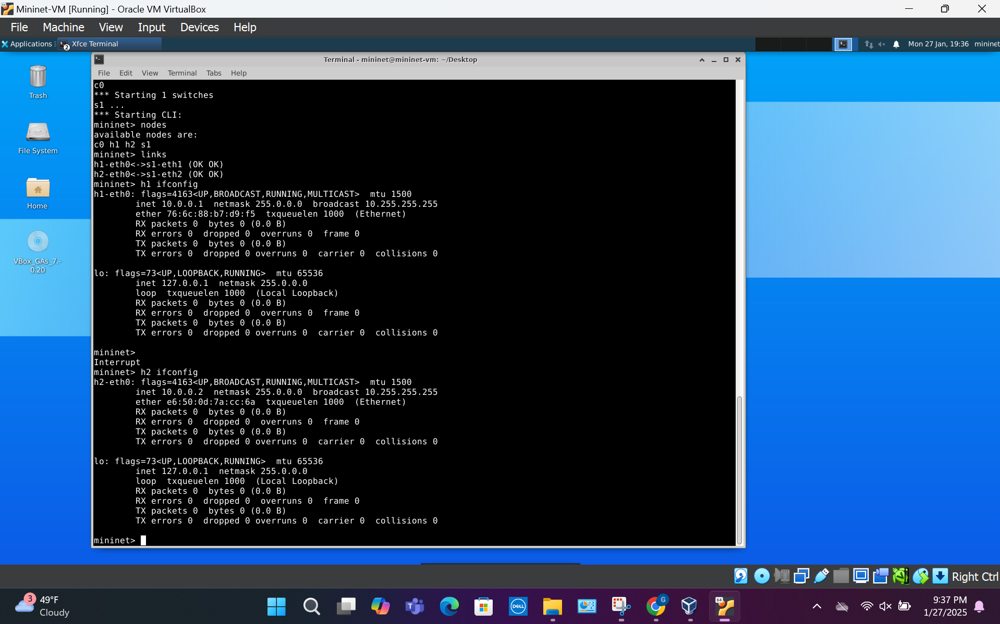 Mininet-VM [Running] - Oracle VM VirtualBox
File Machine View Input Devices Help
Applications
2 Xfce Terminal
Mon 27 Jan, 19:36 mininet
Terminal - mininet@mininet-vm: ~/Desktop
File Edit View Terminal Tabs Help
Trash
File System
Home
VBox_GAs_7.-
0.20
c0
*** Starting 1 switches
s1 ...
*** Starting CLI:
mininet> nodes
available nodes are:
c0 h1 h2 s1
mininet> links
h1-eth0<->s1-eth1 (OK OK)
h2-eth0<->s1-eth2 (OK OK)
mininet> h1 ifconfig
h1-eth0: flags=4163<UP,BROADCAST,RUNNING,MULTICAST>  mtu 1500
        inet 10.0.0.1  netmask 255.0.0.0  broadcast 10.255.255.255
        ether 76:6c:88:b7:d9:f5  txqueuelen 1000  (Ethernet)
        RX packets 0  bytes 0 (0.0 B)
        RX errors 0  dropped 0  overruns 0  frame 0
        TX packets 0  bytes 0 (0.0 B)
        TX errors 0  dropped 0 overruns 0  carrier 0  collisions 0
lo: flags=73<UP,LOOPBACK,RUNNING>  mtu 65536
        inet 127.0.0.1  netmask 255.0.0.0
        loop  txqueuelen 1000  (Local Loopback)
        RX packets 0  bytes 0 (0.0 B)
        RX errors 0  dropped 0  overruns 0  frame 0
        TX packets 0  bytes 0 (0.0 B)
        TX errors 0  dropped 0 overruns 0  carrier 0  collisions 0
mininet>
Interrupt
mininet> h2 ifconfig
h2-eth0: flags=4163<UP,BROADCAST,RUNNING,MULTICAST>  mtu 1500
        inet 10.0.0.2  netmask 255.0.0.0  broadcast 10.255.255.255
        ether e6:50:0d:7a:cc:6a  txqueuelen 1000  (Ethernet)
        RX packets 0  bytes 0 (0.0 B)
        RX errors 0  dropped 0  overruns 0  frame 0
        TX packets 0  bytes 0 (0.0 B)
        TX errors 0  dropped 0 overruns 0  carrier 0  collisions 0
lo: flags=73<UP,LOOPBACK,RUNNING>  mtu 65536
        inet 127.0.0.1  netmask 255.0.0.0
        loop  txqueuelen 1000  (Local Loopback)
        RX packets 0  bytes 0 (0.0 B)
        RX errors 0  dropped 0  overruns 0  frame 0
        TX packets 0  bytes 0 (0.0 B)
        TX errors 0  dropped 0 overruns 0  carrier 0  collisions 0
mininet>
Right Ctrl
3 49°F
Cloudy
DELL
G
64
9:37 PM
1/27/2025